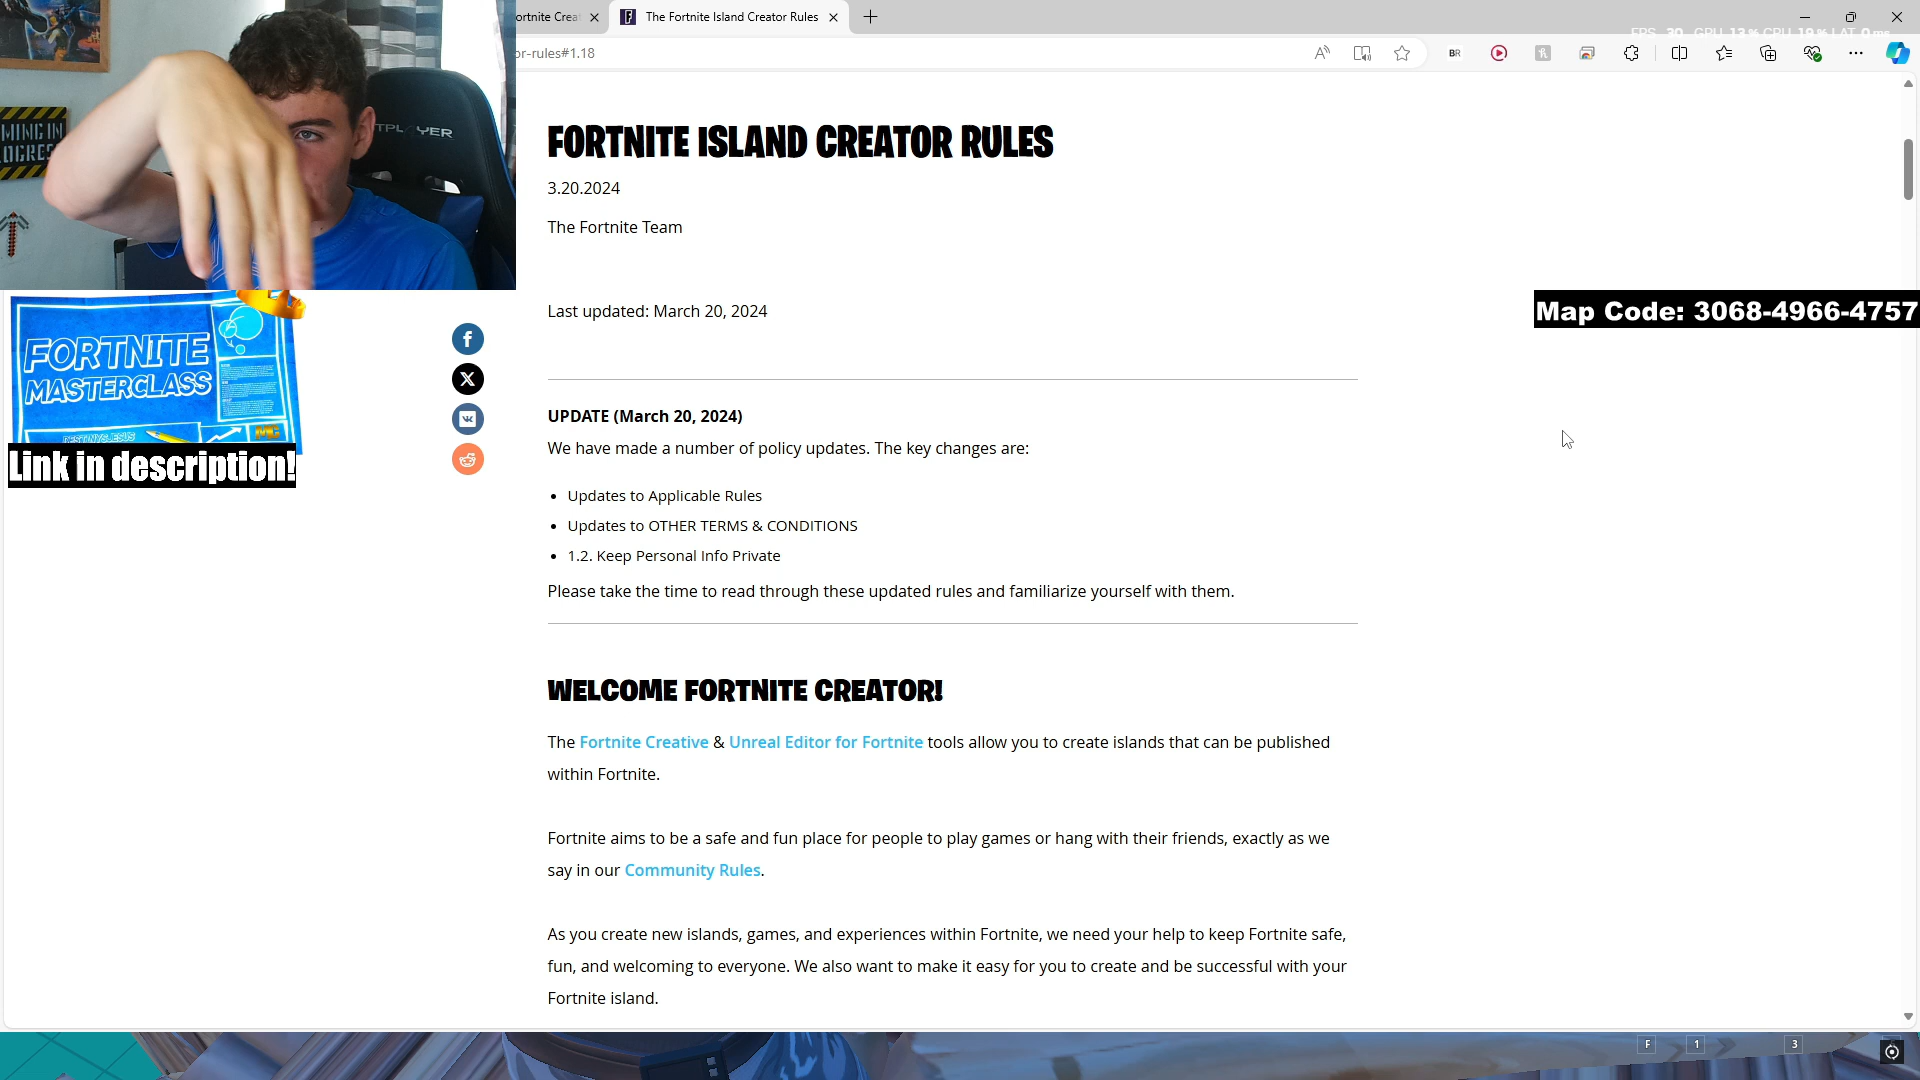 ortnite Crea
The Fortnite Island Creator Rules
or-rules#1.18
FORTNITE ISLAND CREATOR RULES
3.20.2024
The Fortnite Team
Last updated: March 20, 2024
Map Code: 3068-4966-4757
FORTNITE
MASTERCLASS
Link in description!
UPDATE (March 20, 2024)
We have made a number of policy updates. The key changes are:
• Updates to Applicable Rules
• Updates to OTHER TERMS & CONDITIONS
• 1.2. Keep Personal Info Private
Please take the time to read through these updated rules and familiarize yourself with them.
WELCOME FORTNITE CREATOR!
The Fortnite Creative & Unreal Editor for Fortnite tools allow you to create islands that can be published
within Fortnite.
Fortnite aims to be a safe and fun place for people to play games or hang with their friends, exactly as we
say in our Community Rules.
As you create new islands, games, and experiences within Fortnite, we need your help to keep Fortnite safe,
fun, and welcoming to everyone. We also want to make it easy for you to create and be successful with your
Fortnite island.
F 1 3